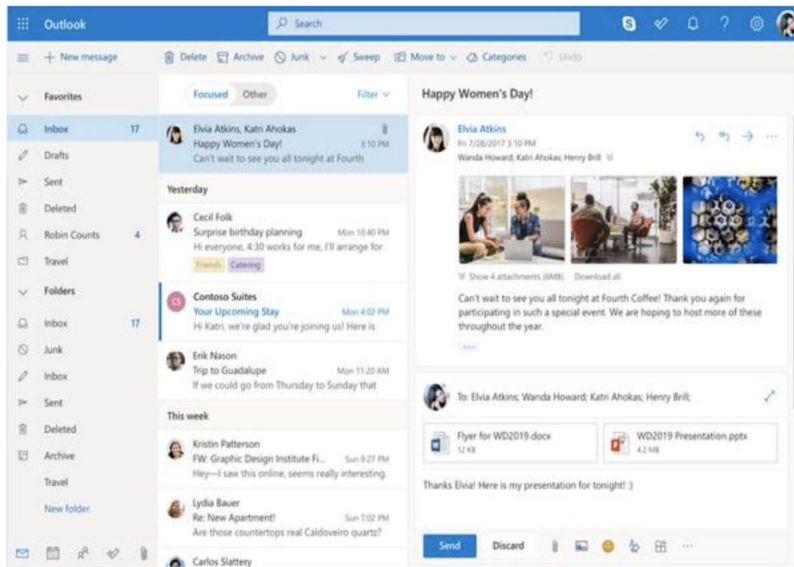 Outlook
Search
New message
Delete Archive Junk Sweep Move to Categories Undo
Favorites
Inbox 17
Drafts
Sent
Deleted
Robin Counts 4
Travel
Folders
Inbox 17
Junk
Inbox
Sent
Deleted
Archive
Travel
New folder
Focused Other Filter
Elvia Atkins, Katri Ahokas
Happy Women's Day! 3:10 PM
Can't wait to see you all tonight at Fourth
Yesterday
Cecil Folk
Surprise birthday planning Mon 10:40 PM
Hi everyone, 4:30 works for me, I'll arrange for
Friends Catering
CS
Contoso Suites
Your Upcoming Stay Mon 4:02 PM
Hi Katri, we're glad you're joining us! Here is
Erik Nason
Trip to Guadalupe Mon 11:20 AM
If we could go from Thursday to Sunday that
This week
Kristin Patterson
FW: Graphic Design Institute Fi... Sun 9:27 PM
Hey—I saw this online, seems really interesting.
Lydia Bauer
Re: New Apartment! Sun 7:02 PM
Are those countertops real Caldoveiro quartz?
Carlos Slattery
Happy Women's Day!
Elvia Atkins
Fri 7/28/2017 3:10 PM
Wanda Howard; Katri Ahokas; Henry Brill
Show 4 attachments (6MB) Download all
Can't wait to see you all tonight at Fourth Coffee! Thank you again for
participating in such a special event. We are hoping to host more of these
throughout the year.
To: Elvia Atkins; Wanda Howard; Katri Ahokas; Henry Brill;
Flyer for WD2019.docx
12 KB
WD2019 Presentation.pptx
4.2 MB
Thanks Elvia! Here is my presentation for tonight! :)
Send Discard